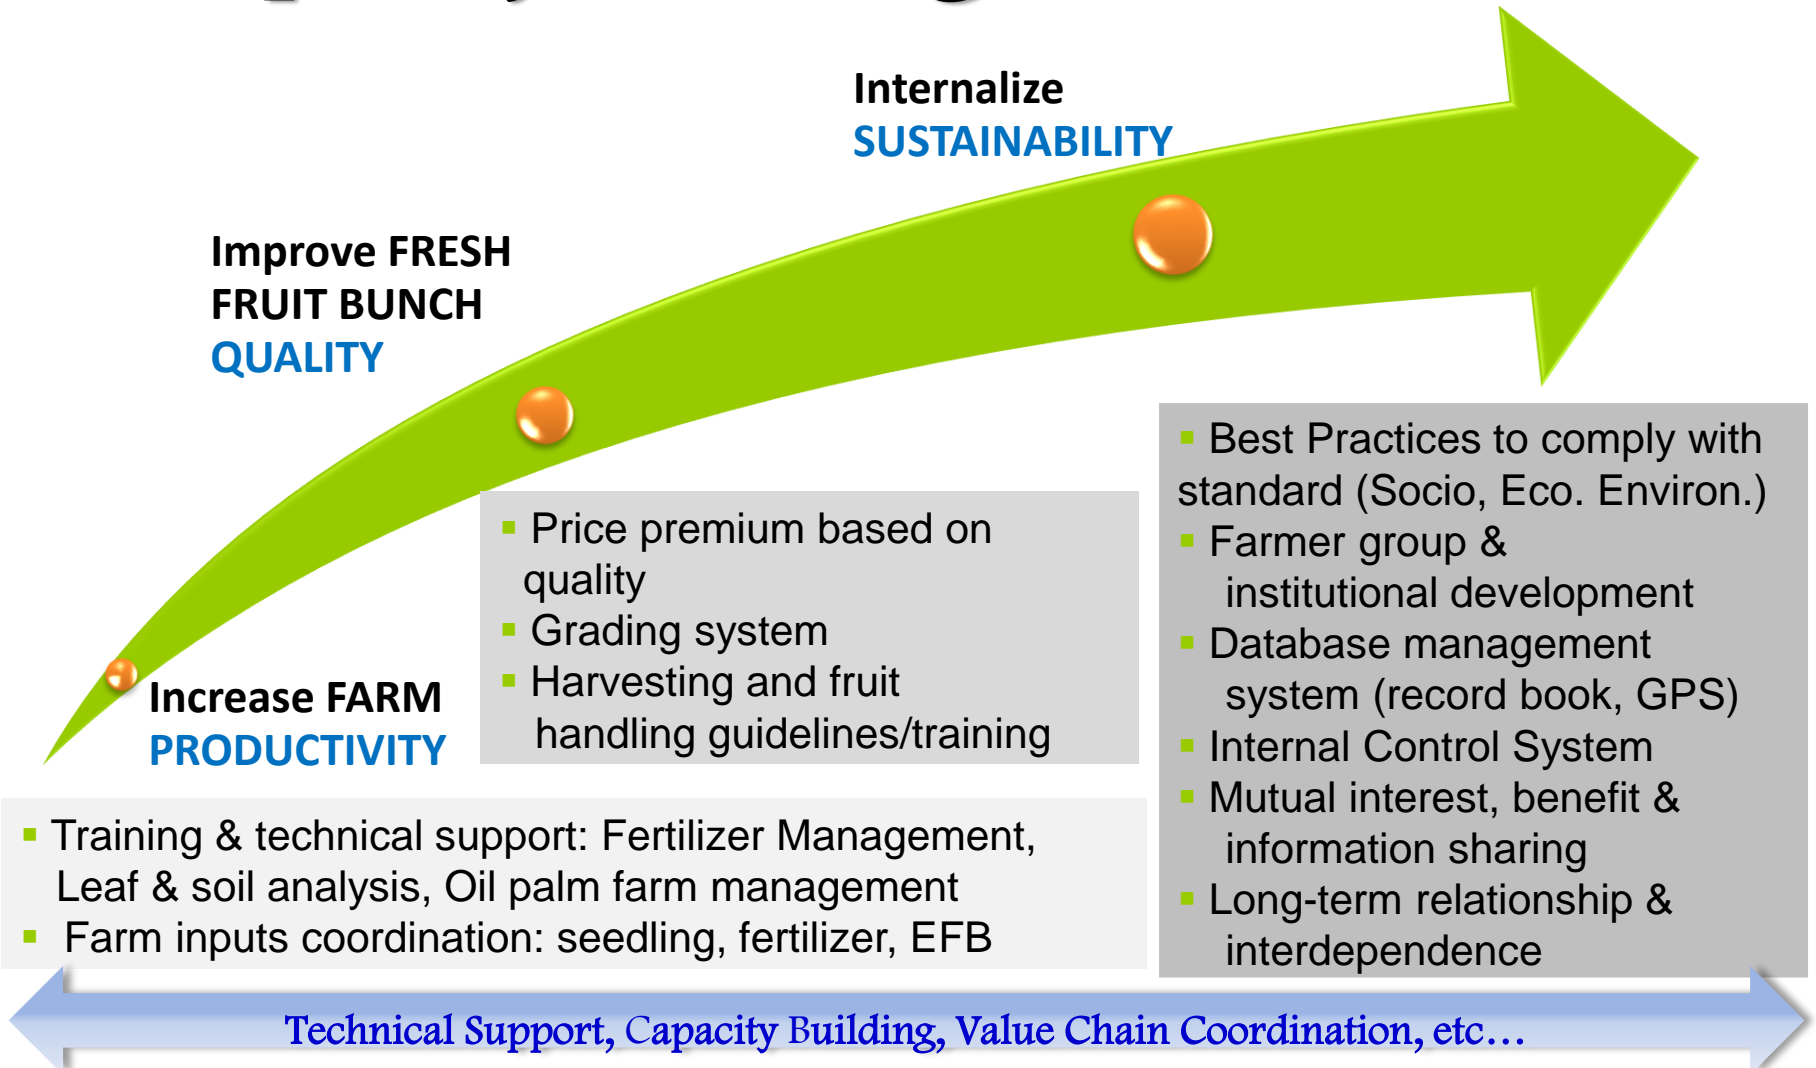 Internalize
SUSTAINABILITY
Improve FRESH
FRUIT BUNCH
QUALITY
Increase FARM
PRODUCTIVITY
▪ Price premium based on
quality
▪ Grading system
▪ Harvesting and fruit
handling guidelines/training
▪ Best Practices to comply with
standard (Socio, Eco. Environ.)
▪ Farmer group &
institutional development
▪ Database management
system (record book, GPS)
▪ Internal Control System
▪ Mutual interest, benefit &
information sharing
▪ Long-term relationship &
interdependence
▪ Training & technical support: Fertilizer Management,
Leaf & soil analysis, Oil palm farm management
▪ Farm inputs coordination: seedling, fertilizer, EFB
Technical Support, Capacity Building, Value Chain Coordination, etc...